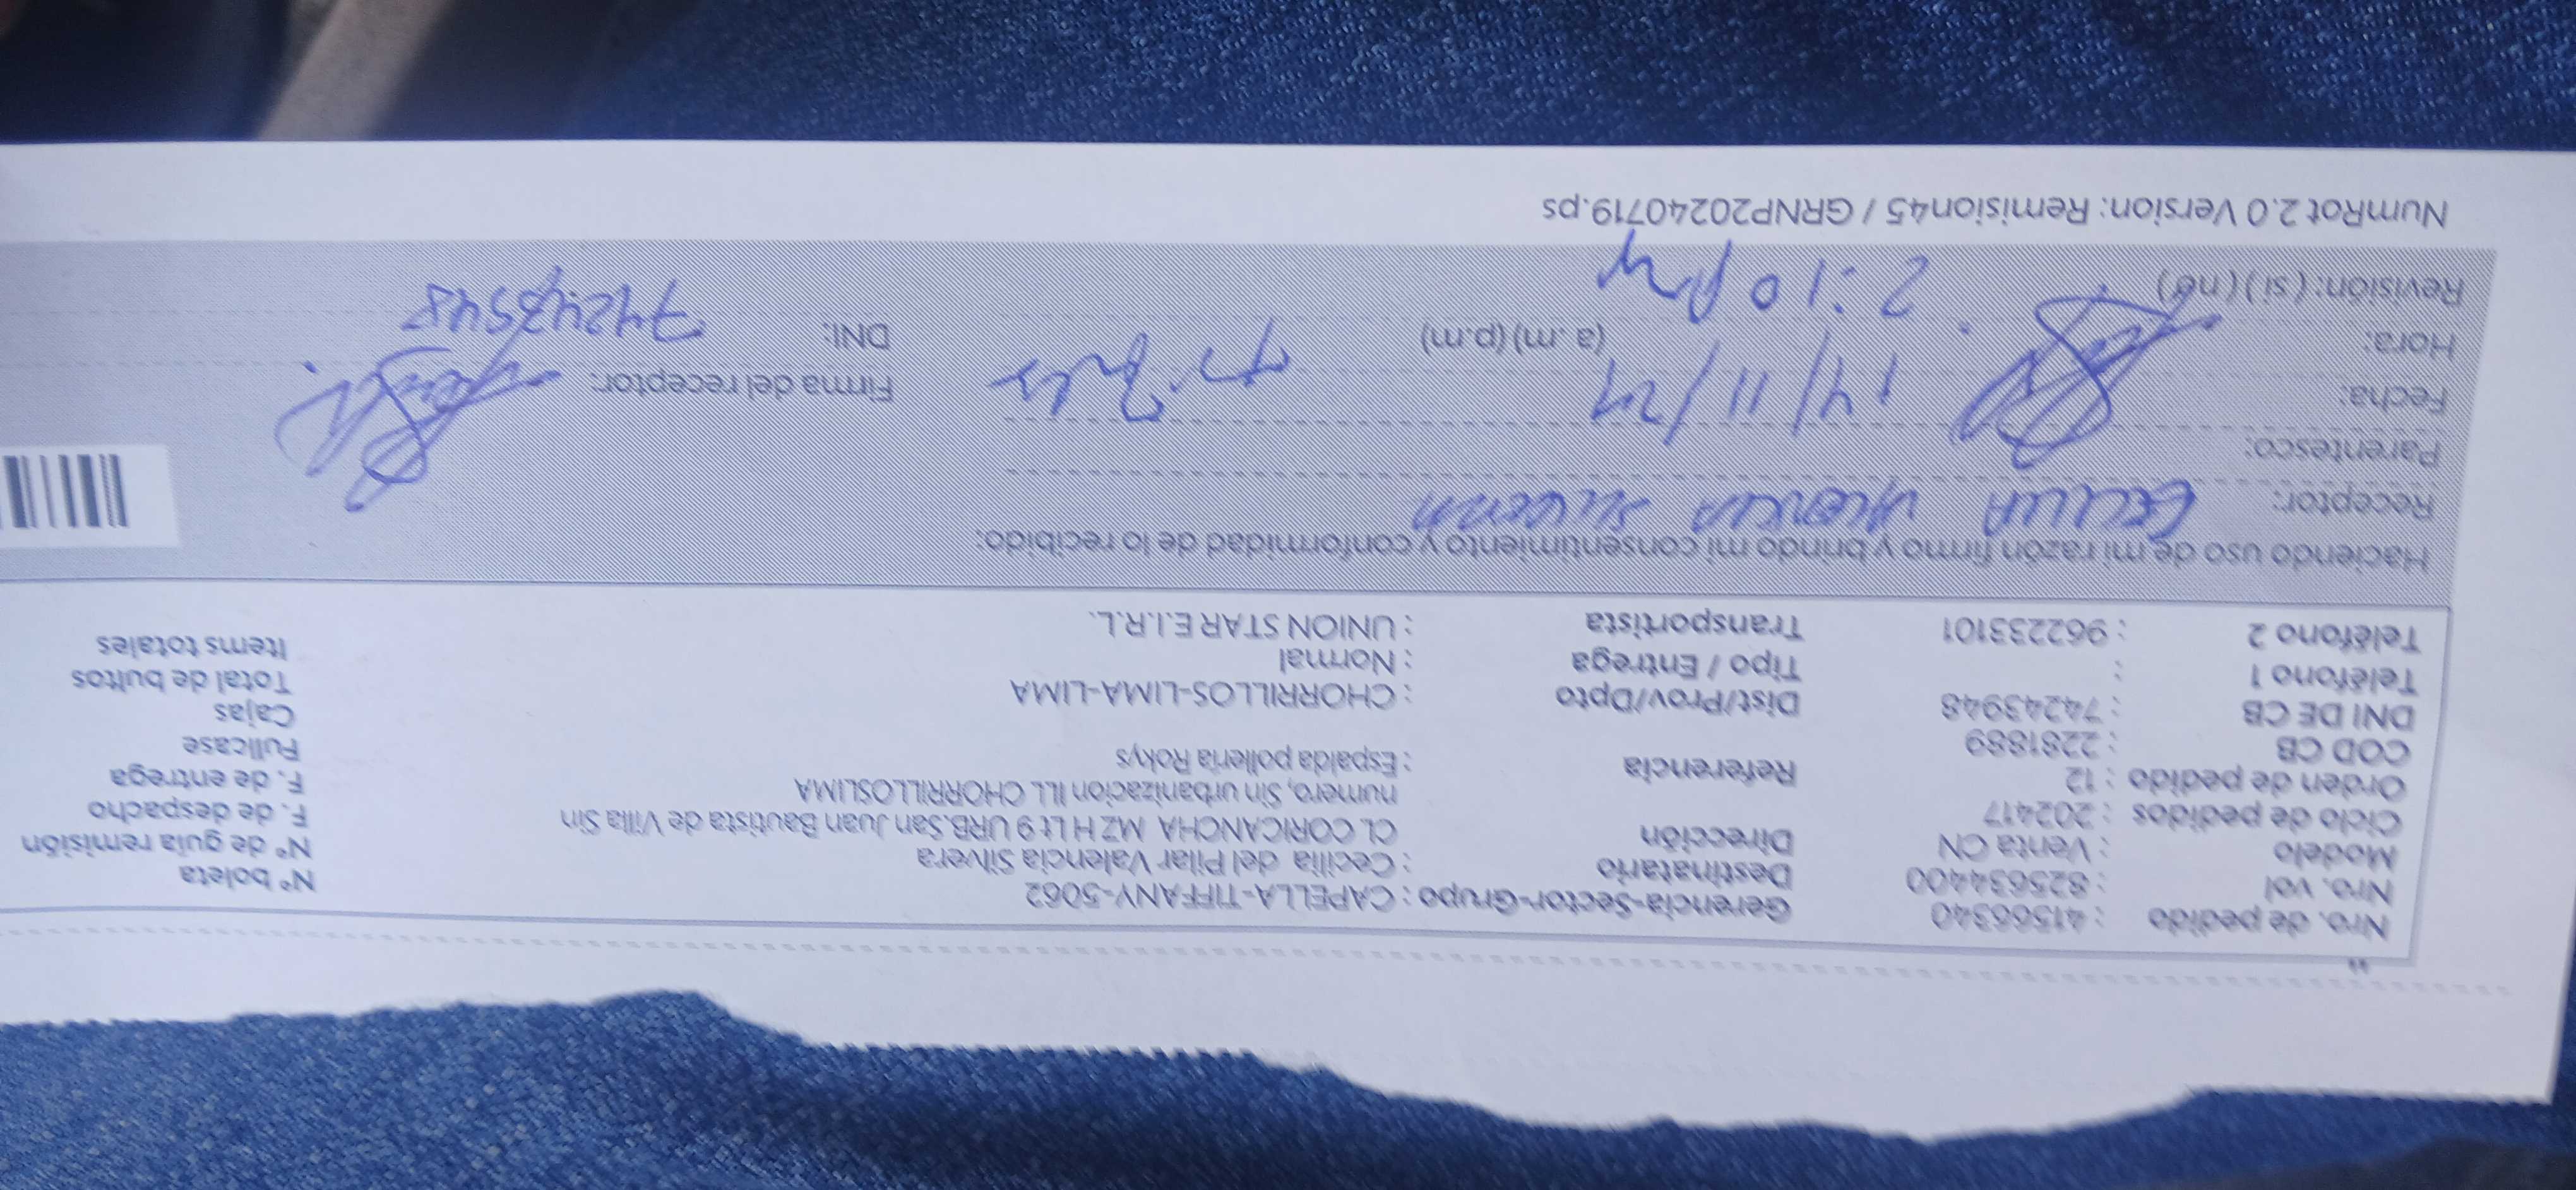 Nro. de pedido : 41566340 Gerencia-Sector-Grupo : CAPELLA-TIFFANY-5062 N° boleta
Nro. vol : 825634400 Destinatario : Cecilia del Pilar Valencia Silvera N° de guía remisión
Modelo : Venta CN Dirección CL CORICANCHA MZ H Lt 9 URB.San Juan Bautista de Villa Sin F. de despacho
Ciclo de pedidos : 202417 numero, Sin urbanizacion ILL CHORRILLOSLIMA F. de entrega
Orden de pedido : 12 Referencia : Espalda polleria Rokys Fullcase
COD CB : 2281889 Cajas
DNI DE CB : 74243948 Dist/Prov/Dpto : CHORRILLOS-LIMA-LIMA Total de bultos
Teléfono 1 : Tipo / Entrega : Normal Items totales
Teléfono 2 : 962233101 Transportista : UNION STAR E.I.R.L.
Haciendo uso de mi razón firmo y brindo mi consentimiento y conformidad de lo recibido:
Receptor: Cecilia Valencia
Parentesco:
Fecha: 14/11/24 Firma del receptor:
Hora: (a.m) (p.m) DNI:
Revisión: (si) (no) 2:10 pm
NumRot 2.0 Version: Remision45 / GRNP20240719.ps